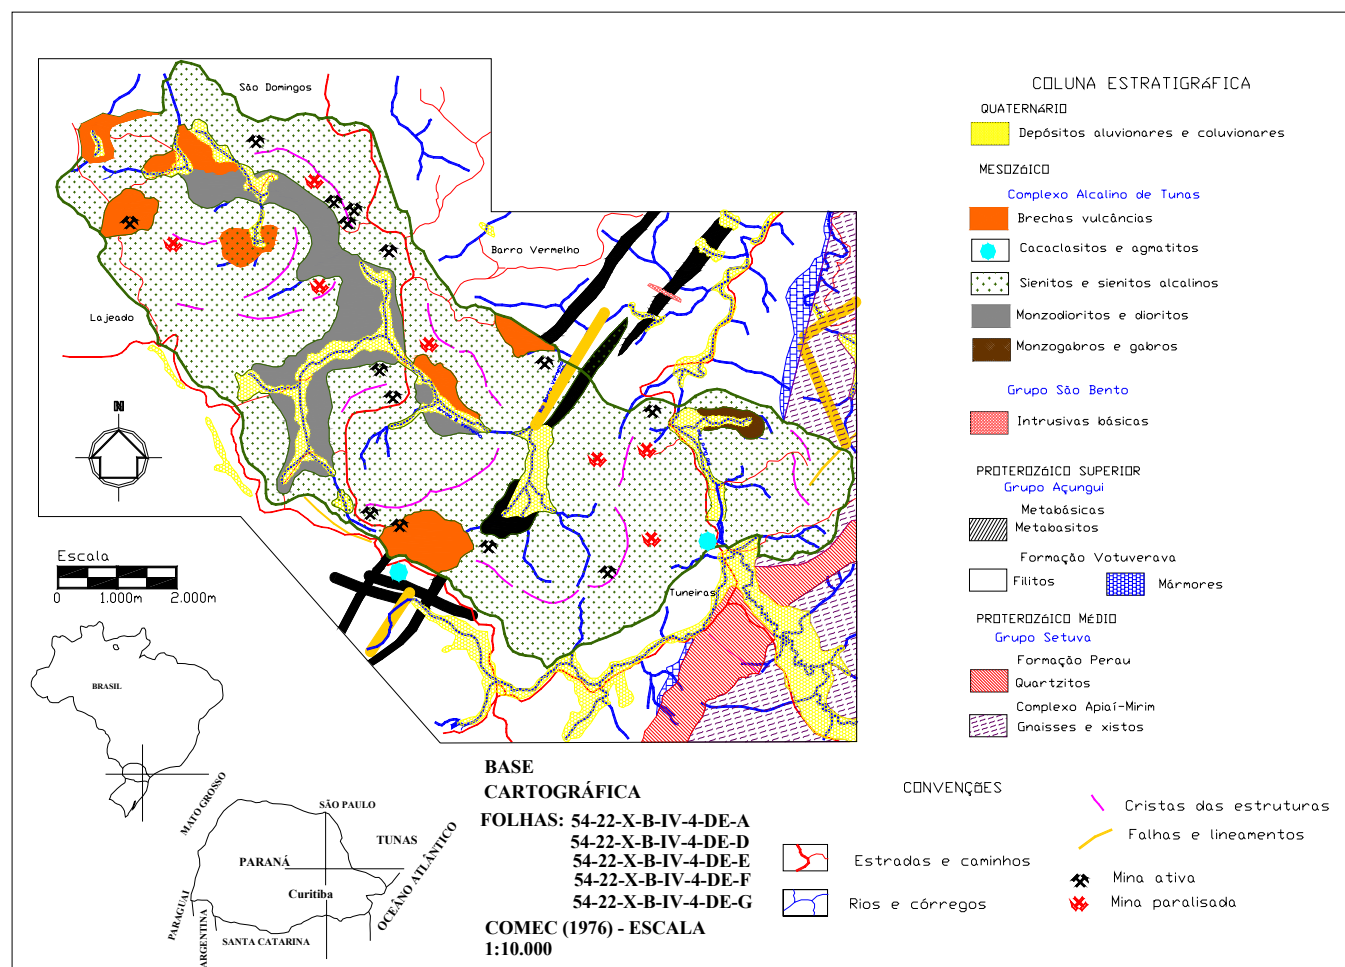 São Domingos
Barro Vermelho
Lajeado
Tuneiras
N
Escala
0 1.000m 2.000m
BRASIL
MATO GROSSO
SÃO PAULO
TUNAS
PARANÁ
Curitiba
OCEÂNO ATLÂNTICO
PARAGUAI
ARGENTINA
SANTA CATARINA
BASE
CARTOGRÁFICA
FOLHAS: 54-22-X-B-IV-4-DE-A
54-22-X-B-IV-4-DE-D
54-22-X-B-IV-4-DE-E
54-22-X-B-IV-4-DE-F
54-22-X-B-IV-4-DE-G
COMEC (1976) - ESCALA
1:10.000
COLUNA ESTRATIGRÁFICA
QUATERNÁRIO
Depósitos aluvionares e coluvionares
MESOZÓICO
Complexo Alcalino de Tunas
Brechas vulcâncias
Cacaclasitos e agmatitos
Sienitos e sienitos alcalinos
Monzodioritos e dioritos
Monzogabros e gabros
Grupo São Bento
Intrusivas básicas
PROTEROZÓICO SUPERIOR
Grupo Açungui
Metabásicas
Metabasitos
Formação Votuverava
Filitos
Mármores
PROTEROZÓICO MÉDIO
Grupo Setuva
Formação Perau
Quartzitos
Complexo Apiaí-Mirim
Gnaisses e xistos
CONVENÇÕES
Estradas e caminhos
Rios e córregos
Cristas das estruturas
Falhas e lineamentos
Mina ativa
Mina paralisada